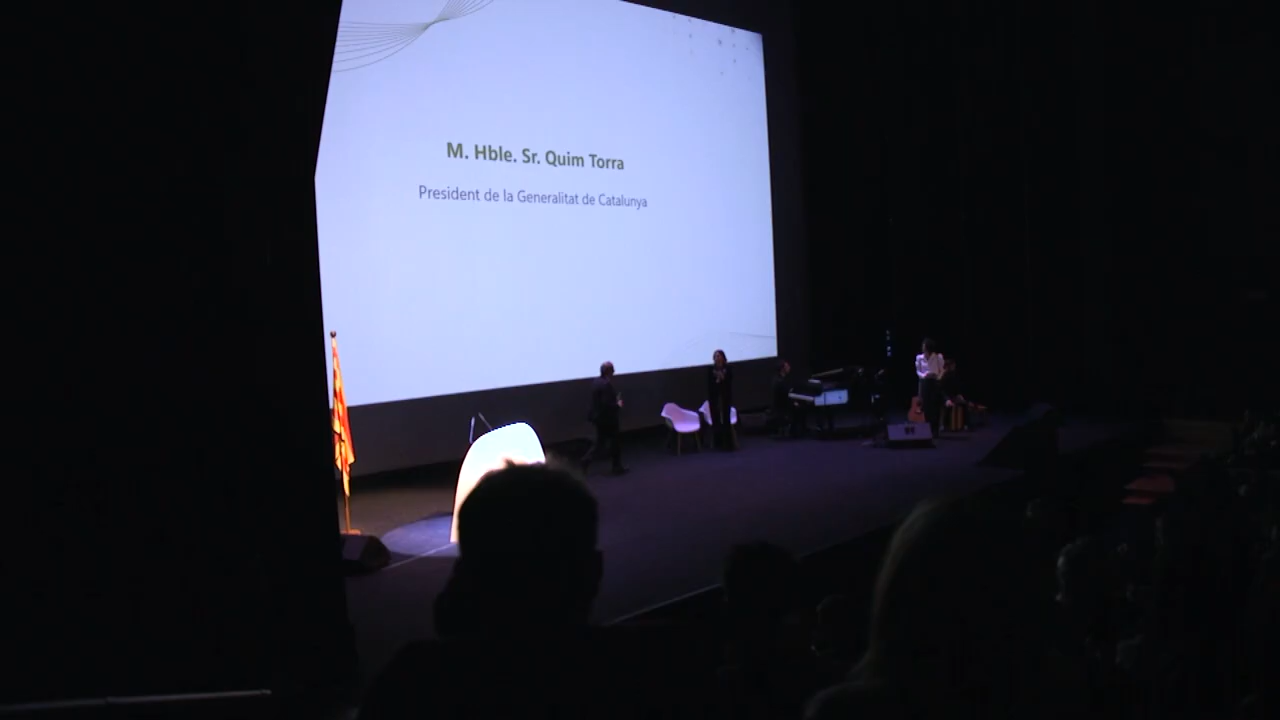 M. Hble. Sr. Quim Torra
President de la Generalitat de Catalunya